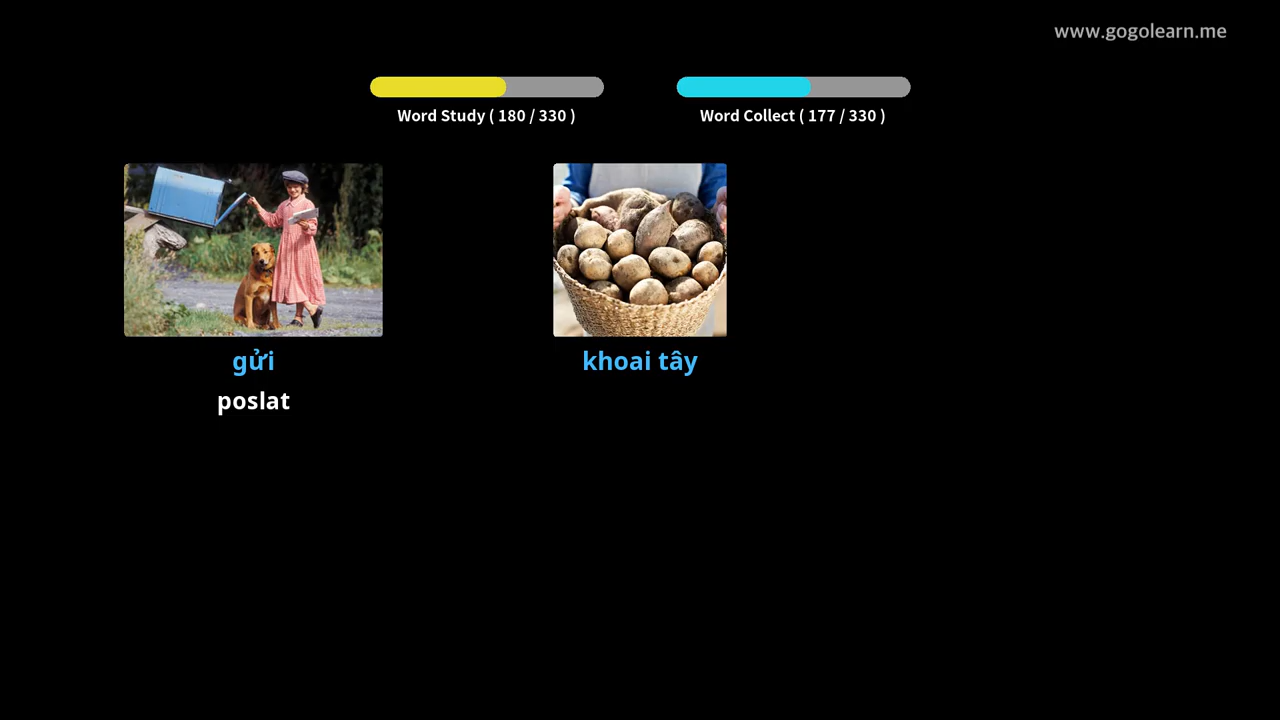 www.gogolearn.me
Word Study ( 180 / 330 )
Word Collect ( 177 / 330 )
gửi
khoai tây
poslat